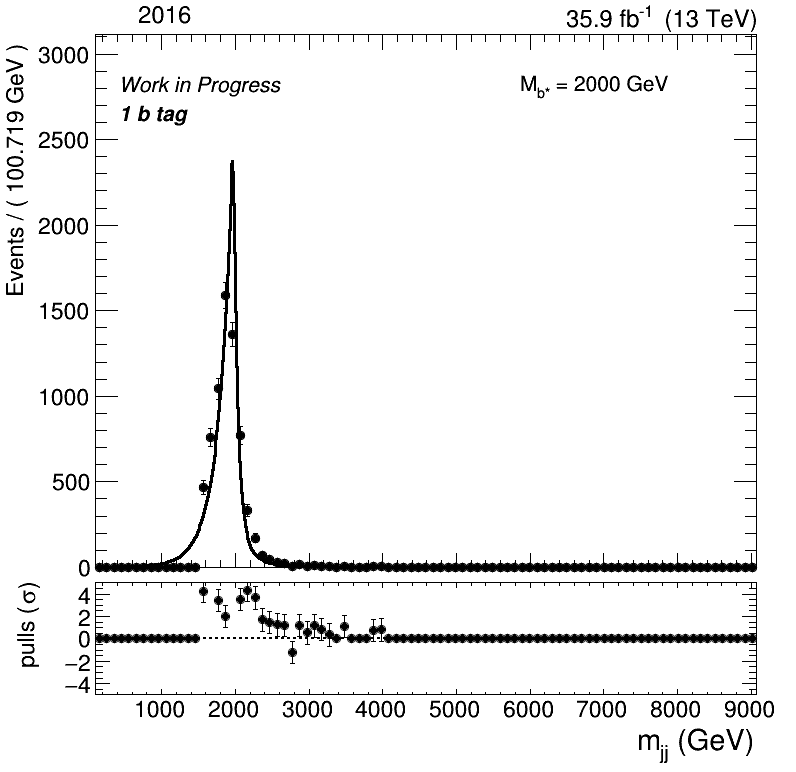 2016
35.9 fb⁻¹ (13 TeV)
Events / ( 100.719 GeV )
3000
2500
2000
1500
1000
500
0
Work in Progress
1 b tag
M_b* = 2000 GeV
pulls (σ)
4
2
0
−2
−4
1000 2000 3000 4000 5000 6000 7000 8000 9000
m_jj (GeV)